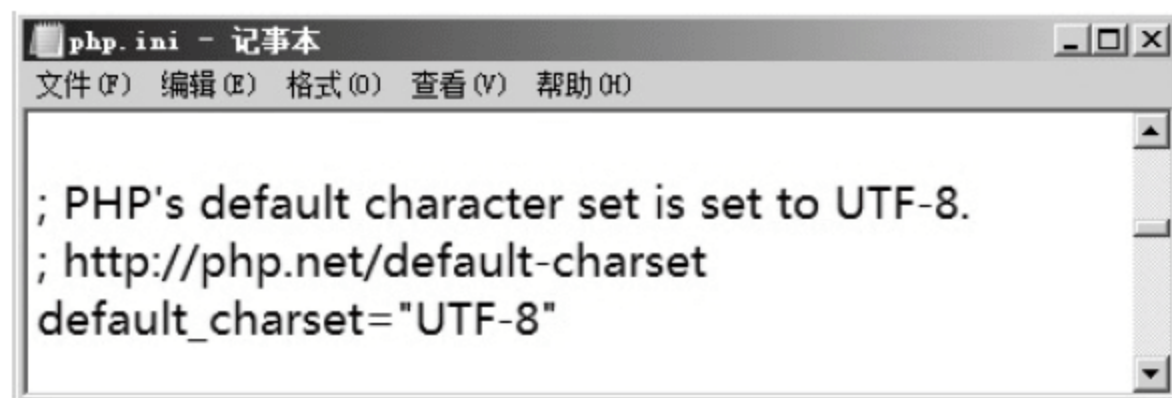 php.ini - 记事本
文件(F) 编辑(E) 格式(O) 查看(V) 帮助(H)
; PHP's default character set is set to UTF-8.
; http://php.net/default-charset
default_charset="UTF-8"